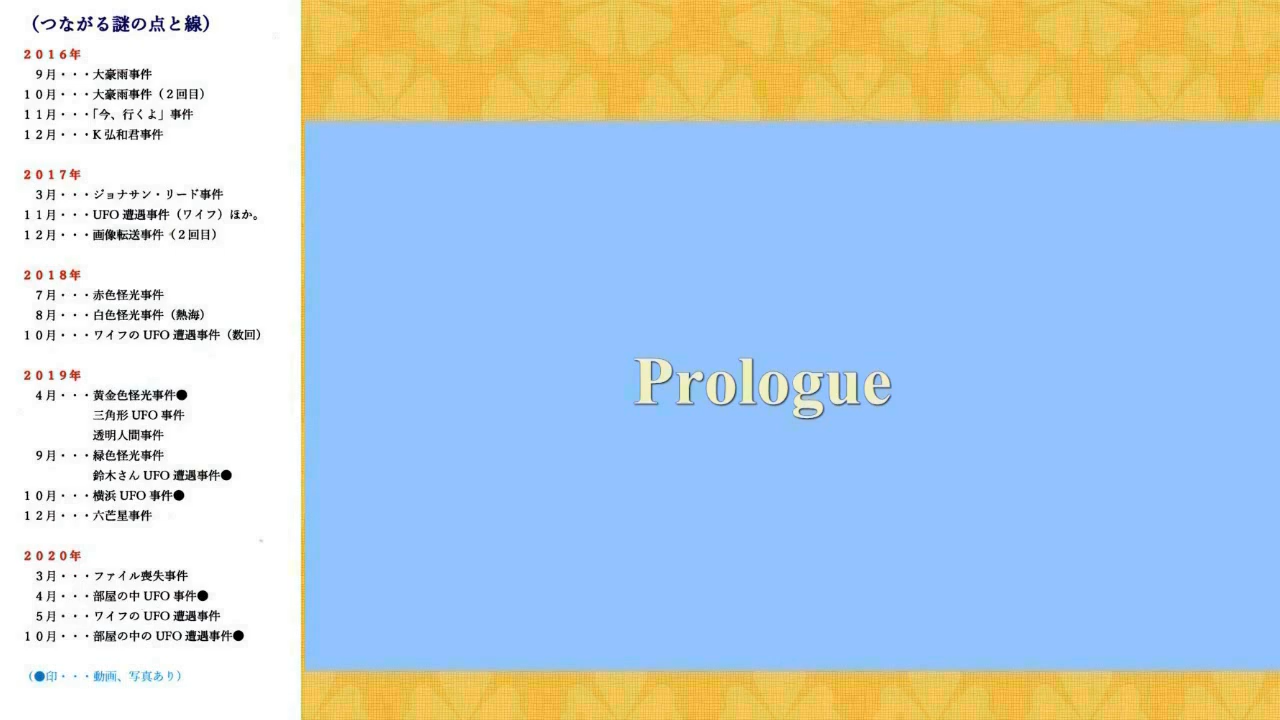 （つながる謎の点と線）
２０１６年
９月・・・大豪雨事件
１０月・・・大豪雨事件（２回目）
１１月・・・「今、行くよ」事件
１２月・・・K 弘和君事件
２０１７年
３月・・・ジョナサン・リード事件
１１月・・・UFO 遭遇事件（ワイフ）ほか。
１２月・・・画像転送事件（２回目）
２０１８年
７月・・・赤色怪光事件
８月・・・白色怪光事件（熱海）
１０月・・・ワイフの UFO 遭遇事件（数回）
２０１９年
４月・・・黄金色怪光事件●
三角形 UFO 事件
透明人間事件
９月・・・緑色怪光事件
鈴木さん UFO 遭遇事件●
１０月・・・横浜 UFO 事件●
１２月・・・六芒星事件
２０２０年
３月・・・ファイル喪失事件
４月・・・部屋の中 UFO 事件●
５月・・・ワイフの UFO 遭遇事件
１０月・・・部屋の中の UFO 遭遇事件●
（●印・・・動画、写真あり）
Prologue